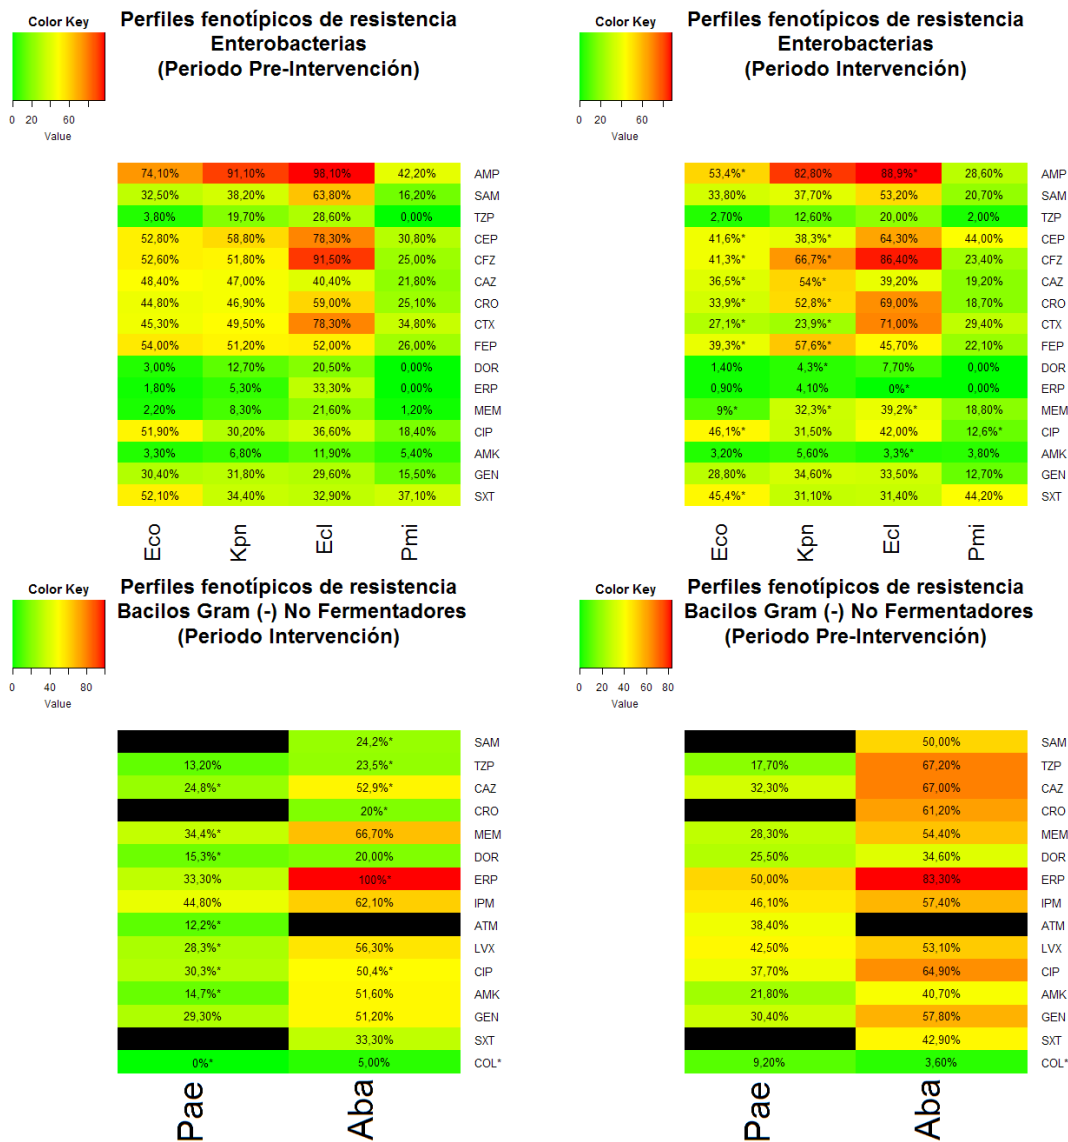 Color Key
0 20 60
Value
Perfiles fenotípicos de resistencia
Enterobacterias
(Periodo Pre-Intervención)
74,10% 91,10% 98,10% 42,20% AMP
32,50% 38,20% 63,80% 16,20% SAM
3,80% 19,70% 28,60% 0,00% TZP
52,80% 58,80% 78,30% 30,80% CEP
52,60% 51,80% 91,50% 25,00% CFZ
48,40% 47,00% 40,40% 21,80% CAZ
44,80% 46,90% 59,00% 25,10% CRO
45,30% 49,50% 78,30% 34,80% CTX
54,00% 51,20% 52,00% 26,00% FEP
3,00% 12,70% 20,50% 0,00% DOR
1,80% 5,30% 33,30% 0,00% ERP
2,20% 8,30% 21,60% 1,20% MEM
51,90% 30,20% 36,60% 18,40% CIP
3,30% 6,80% 11,90% 5,40% AMK
30,40% 31,80% 29,60% 15,50% GEN
52,10% 34,40% 32,90% 37,10% SXT
Eco Kpn Ecl Pmi
Color Key
0 20 60
Value
Perfiles fenotípicos de resistencia
Enterobacterias
(Periodo Intervención)
53,4%* 82,80% 88,9%* 28,60% AMP
33,80% 37,70% 53,20% 20,70% SAM
2,70% 12,60% 20,00% 2,00% TZP
41,6%* 38,3%* 64,30% 44,00% CEP
41,3%* 66,7%* 86,40% 23,40% CFZ
36,5%* 54%* 39,20% 19,20% CAZ
33,9%* 52,8%* 69,00% 18,70% CRO
27,1%* 23,9%* 71,00% 29,40% CTX
39,3%* 57,6%* 45,70% 22,10% FEP
1,40% 4,3%* 7,70% 0,00% DOR
0,90% 4,10% 0%* 0,00% ERP
9%* 32,3%* 39,2%* 18,80% MEM
46,1%* 31,50% 42,00% 12,6%* CIP
3,20% 5,60% 3,3%* 3,80% AMK
28,80% 34,60% 33,50% 12,70% GEN
45,4%* 31,10% 31,40% 44,20% SXT
Eco Kpn Ecl Pmi
Color Key
0 40 80
Value
Perfiles fenotípicos de resistencia
Bacilos Gram (-) No Fermentadores
(Periodo Intervención)
24,2%* SAM
13,20% 23,5%* TZP
24,8%* 52,9%* CAZ
20%* CRO
34,4%* 66,70% MEM
15,3%* 20,00% DOR
33,30% 100%* ERP
44,80% 62,10% IPM
12,2%* ATM
28,3%* 56,30% LVX
30,3%* 50,4%* CIP
14,7%* 51,60% AMK
29,30% 51,20% GEN
33,30% SXT
0%* 5,00% COL*
Pae Aba
Color Key
0 20 40 60 80
Value
Perfiles fenotípicos de resistencia
Bacilos Gram (-) No Fermentadores
(Periodo Pre-Intervención)
50,00% SAM
17,70% 67,20% TZP
32,30% 67,00% CAZ
61,20% CRO
28,30% 54,40% MEM
25,50% 34,60% DOR
50,00% 83,30% ERP
46,10% 57,40% IPM
38,40% ATM
42,50% 53,10% LVX
37,70% 64,90% CIP
21,80% 40,70% AMK
30,40% 57,80% GEN
42,90% SXT
9,20% 3,60% COL*
Pae Aba